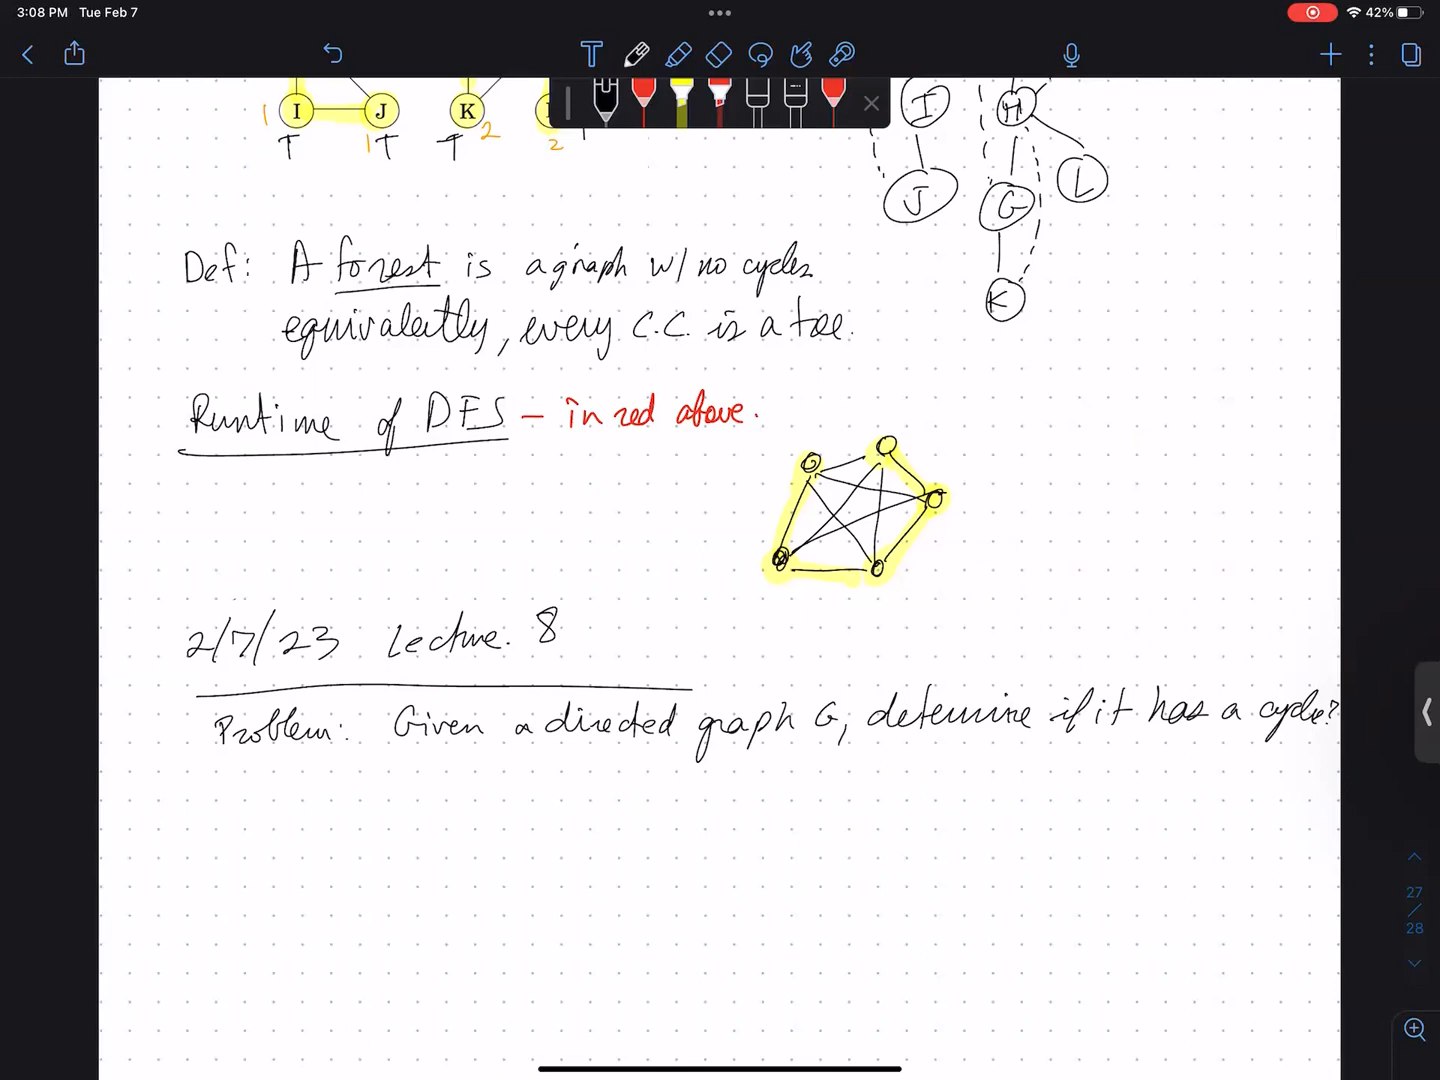 3:08 PM Tue Feb 7
42%
T
1 I J K
T 1 T T 2 2
I H
J G L
K
Def: A forest is a graph w/ no cycles
equivalently, every C.C. is a tree.
Runtime of DFS - in red above.
2/7/23 Lecture. 8
Problem: Given a directed graph G, determine if it has a cycle?
27
/
28